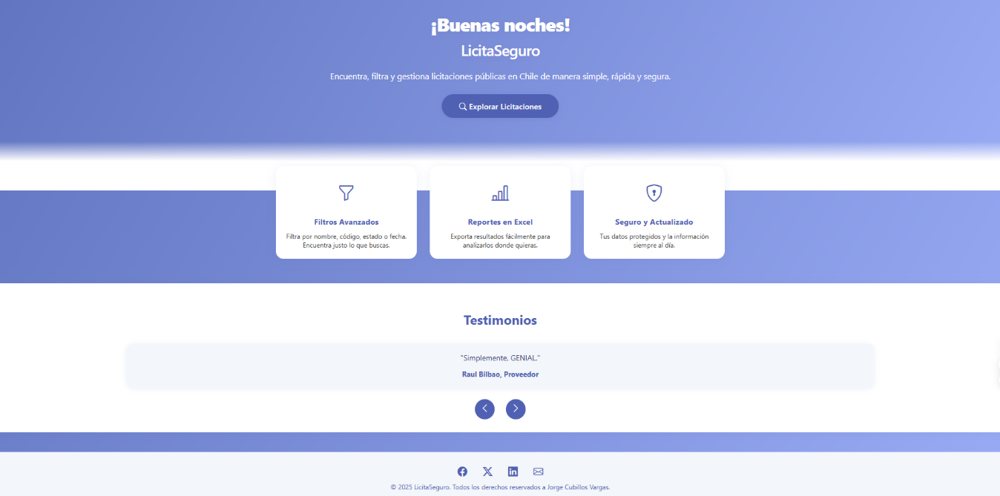 ¡Buenas noches!
LicitaSeguro
Encuentra, filtra y gestiona licitaciones públicas en Chile de manera simple, rápida y segura.
Explorar Licitaciones
Filtros Avanzados
Filtra por nombre, código, estado o fecha.
Encuentra justo lo que buscas.
Reportes en Excel
Exporta resultados fácilmente para
analizarlos donde quieras.
Seguro y Actualizado
Tus datos protegidos y la información
siempre al día.
Testimonios
"Simplemente, GENIAL."
Raul Bilbao, Proveedor
© 2025 LicitaSeguro. Todos los derechos reservados a Jorge Cubillos Vargas.